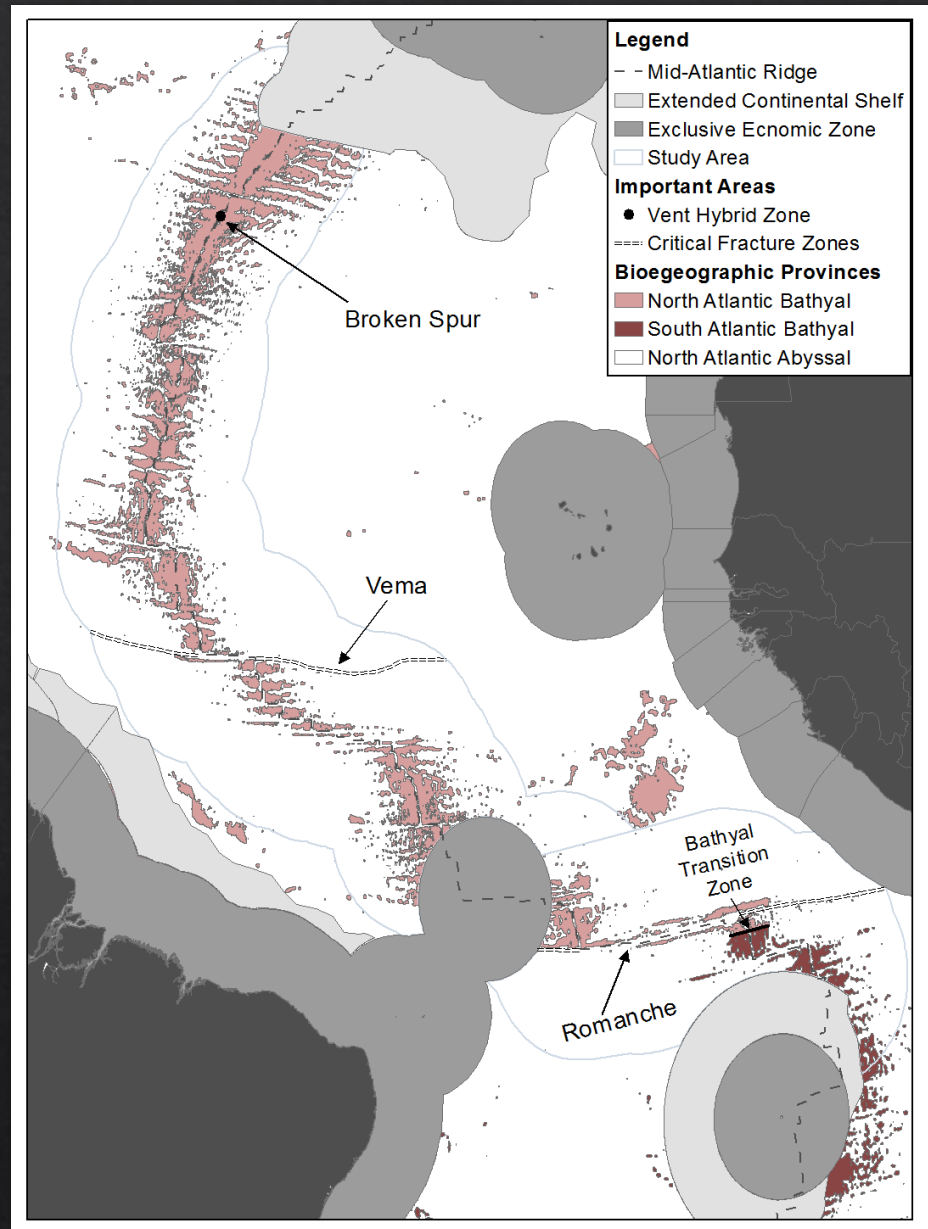 Legend
Mid-Atlantic Ridge
Extended Continental Shelf
Exclusive Ecnomic Zone
Study Area
Important Areas
Vent Hybrid Zone
Critical Fracture Zones
Bioegeographic Provinces
North Atlantic Bathyal
South Atlantic Bathyal
North Atlantic Abyssal
Broken Spur
Vema
Bathyal
Transition
Zone
Romanche